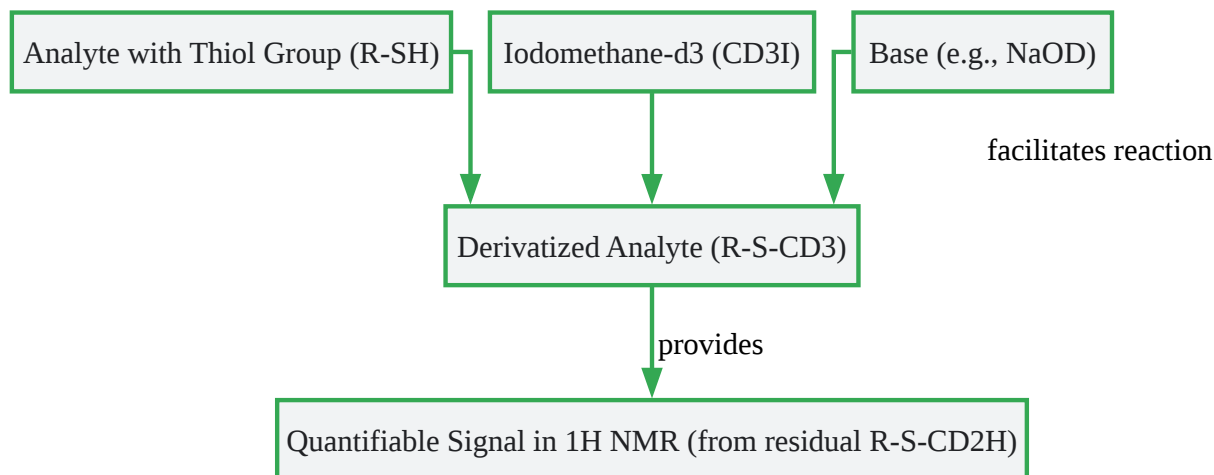 Analyte with Thiol Group (R-SH)
Iodomethane-d3 (CD3I)
Base (e.g., NaOD)
facilitates reaction
Derivatized Analyte (R-S-CD3)
provides
Quantifiable Signal in 1H NMR (from residual R-S-CD2H)